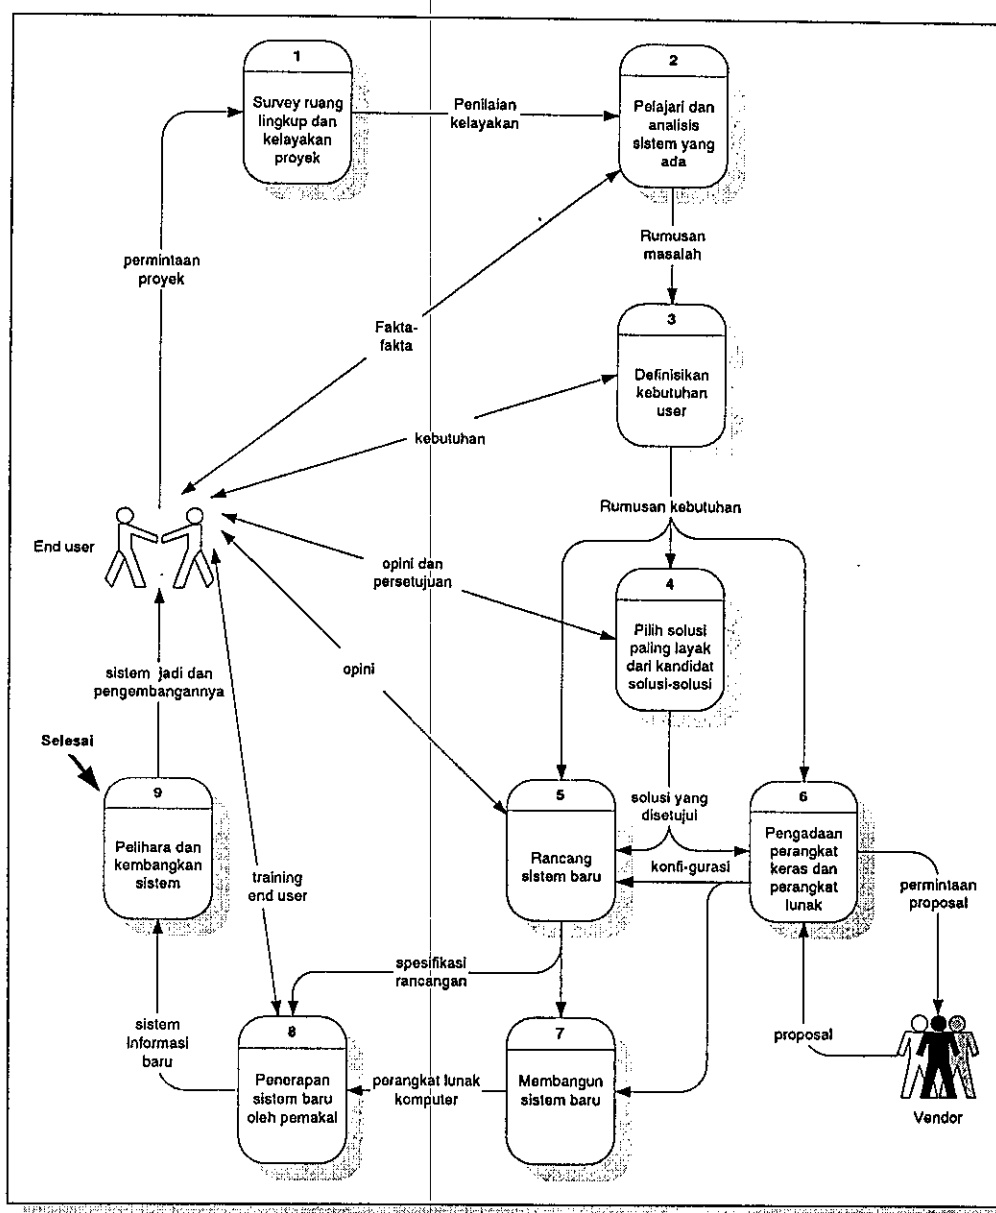 1
Survey ruang
lingkup dan
kelayakan
proyek
Penilaian
kelayakan
2
Pelajari dan
analisis
sistem yang
ada
permintaan
proyek
Rumusan
masalah
Fakta-
fakta
3
Definisikan
kebutuhan
user
kebutuhan
Rumusan kebutuhan
End user
opini dan
persetujuan
4
Pilih solusi
paling layak
dari kandidat
solusi-solusi
opini
sistem jadi dan
pengembangannya
Selesai
9
Pelihara dan
kembangkan
sistem
5
Rancang
sistem baru
solusi yang
disetujui
konfi-gurasi
6
Pengadaan
perangkat
keras dan
perangkat
lunak
training
end user
permintaan
proposal
spesifikasi
rancangan
sistem
informasi
baru
8
Penerapan
sistem baru
oleh pemakai
perangkat lunak
komputer
7
Membangun
sistem baru
proposal
Vendor